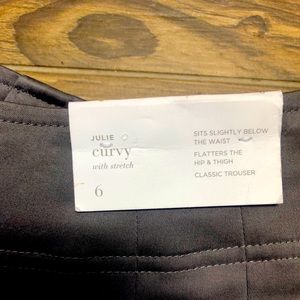 JULIE
curvy
with stretch
6
SITS SLIGHTLY BELOW
THE WAIST
FLATTERS THE
HIP & THIGH
CLASSIC TROUSER